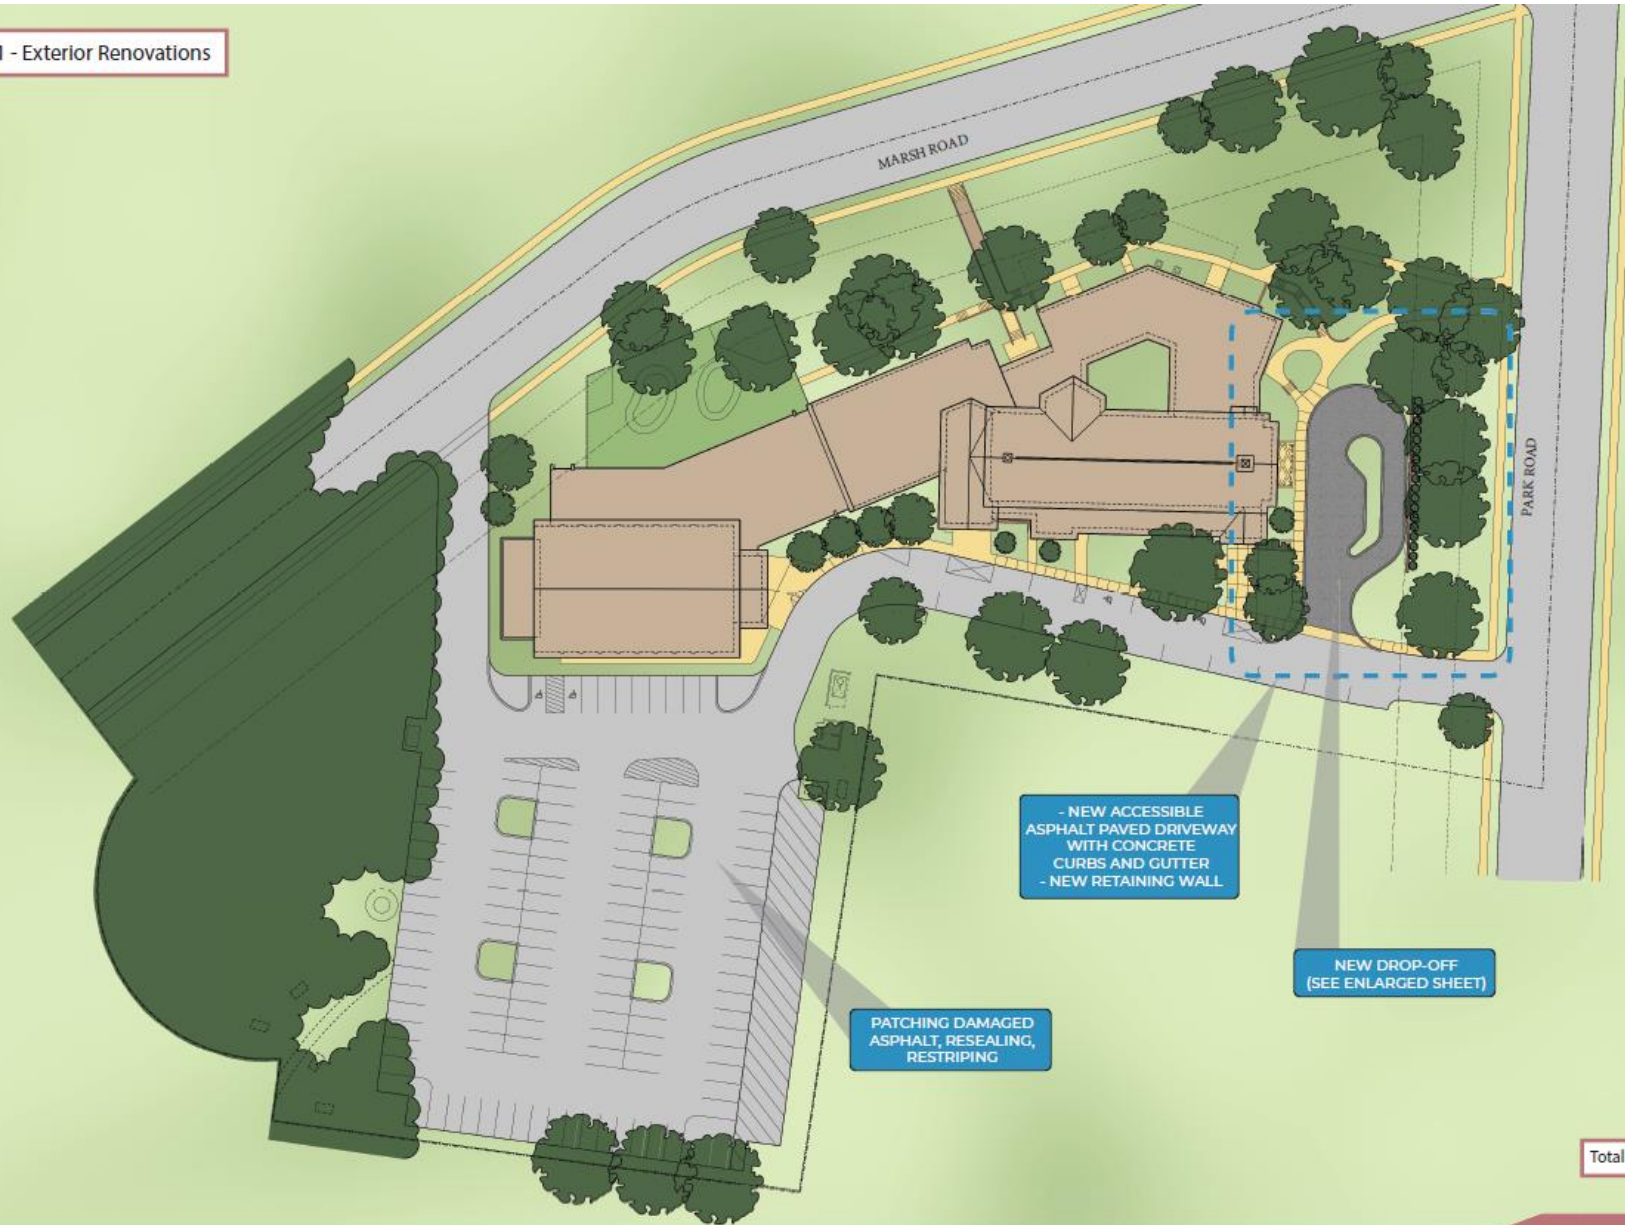 - Exterior Renovations
MARSH ROAD
PARK ROAD
- NEW ACCESSIBLE
ASPHALT PAVED DRIVEWAY
WITH CONCRETE
CURBS AND GUTTER
- NEW RETAINING WALL
NEW DROP-OFF
(SEE ENLARGED SHEET)
PATCHING DAMAGED
ASPHALT, RESEALING,
RESTRIPING
Total